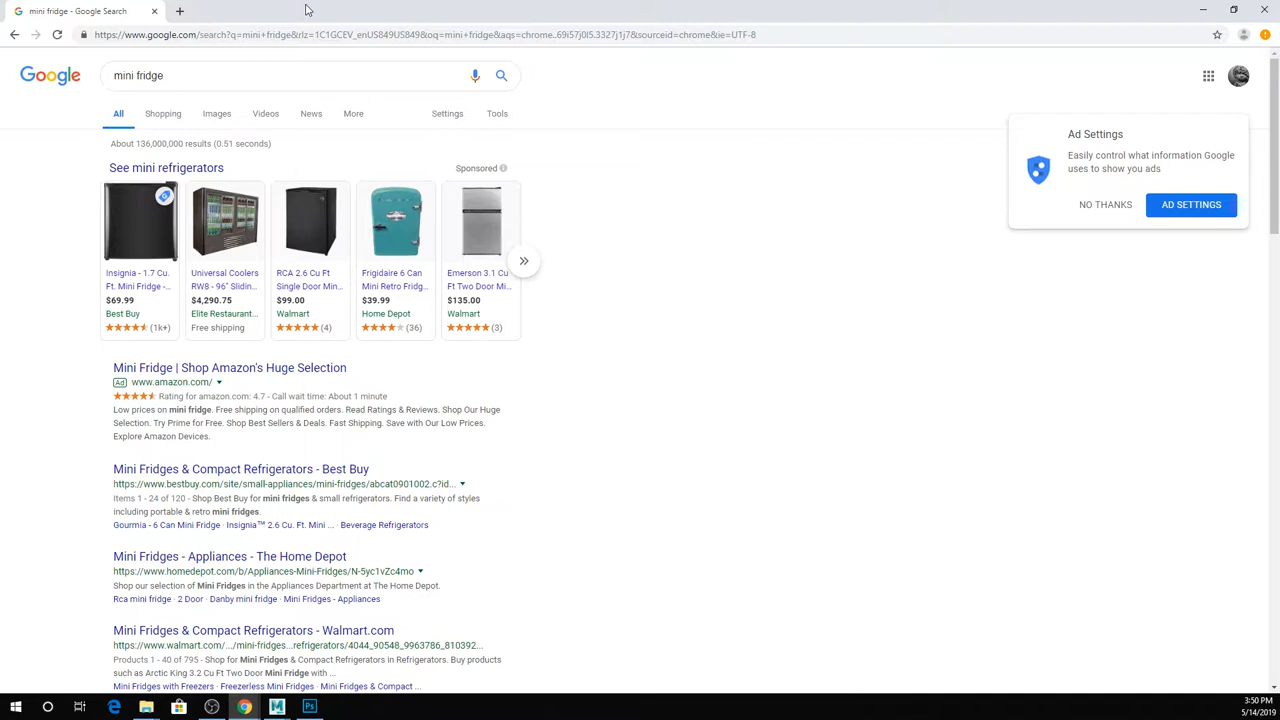 mini fridge - Google Search
https://www.google.com/search?q=mini+fridge&rlz=1C1GCEV_enUS849US849&oq=mini+fridge&aqs=chrome..69i57j0l5.3327j1j7&sourceid=chrome&ie=UTF-8
Google
mini fridge
All Shopping Images Videos News More Settings Tools
About 136,000,000 results (0.51 seconds)
Ad Settings
Easily control what information Google
uses to show you ads
NO THANKS AD SETTINGS
See mini refrigerators Sponsored
Insignia - 1.7 Cu.
Ft. Mini Fridge -...
$69.99
Best Buy
(1k+)
Universal Coolers
RW8 - 96" Slidin...
$4,290.75
Elite Restaurant...
Free shipping
RCA 2.6 Cu Ft
Single Door Min...
$99.00
Walmart
(4)
Frigidaire 6 Can
Mini Retro Fridg...
$39.99
Home Depot
(36)
Emerson 3.1 Cu
Ft Two Door Mi...
$135.00
Walmart
(3)
Mini Fridge | Shop Amazon's Huge Selection
Ad www.amazon.com/
Rating for amazon.com: 4.7 - Call wait time: About 1 minute
Low prices on mini fridge. Free shipping on qualified orders. Read Ratings & Reviews. Shop Our Huge
Selection. Try Prime for Free. Shop Best Sellers & Deals. Fast Shipping. Save with Our Low Prices.
Explore Amazon Devices.
Mini Fridges & Compact Refrigerators - Best Buy
https://www.bestbuy.com/site/small-appliances/mini-fridges/abcat0901002.c?id...
Items 1 - 24 of 120 - Shop Best Buy for mini fridges & small refrigerators. Find a variety of styles
including portable & retro mini fridges.
Gourmia - 6 Can Mini Fridge · Insignia™ 2.6 Cu. Ft. Mini ... · Beverage Refrigerators
Mini Fridges - Appliances - The Home Depot
https://www.homedepot.com/b/Appliances-Mini-Fridges/N-5yc1vZc4mo
Shop our selection of Mini Fridges in the Appliances Department at The Home Depot.
Rca mini fridge · 2 Door · Danby mini fridge · Mini Fridges - Appliances
Mini Fridges & Compact Refrigerators - Walmart.com
https://www.walmart.com/.../mini-fridges...refrigerators/4044_90548_9963786_810392...
Products 1 - 40 of 795 - Shop for Mini Fridges & Compact Refrigerators in Refrigerators. Buy products
such as Arctic King 3.2 Cu Ft Two Door Mini Fridge with ...
Mini Fridges with Freezers · Freezerless Mini Fridges · Mini Fridges & Compact ...
Ps
3:50 PM
5/14/2019